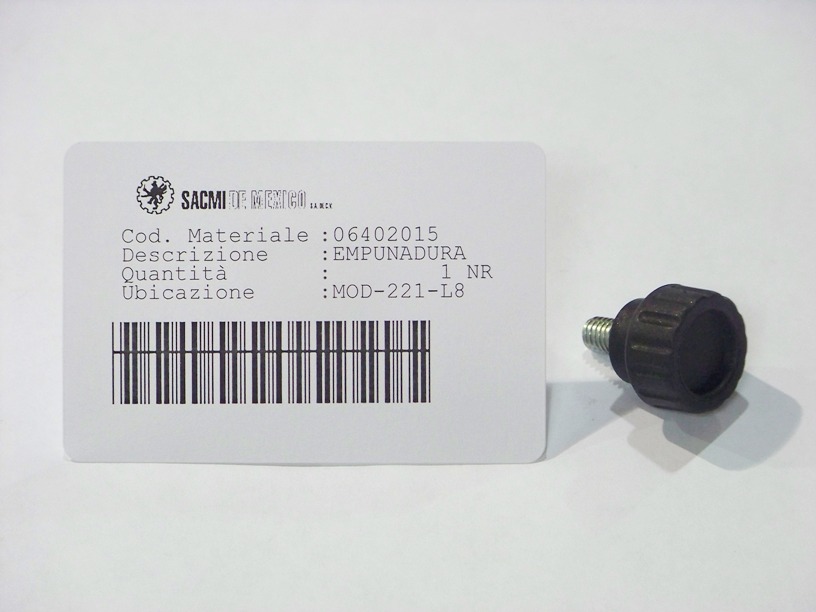 SACMI DE MEXICO S.A. DE C.V.
Cod. Materiale :06402015
Descrizione :EMPUNADURA
Quantità : 1 NR
Ubicazione :MOD-221-L8